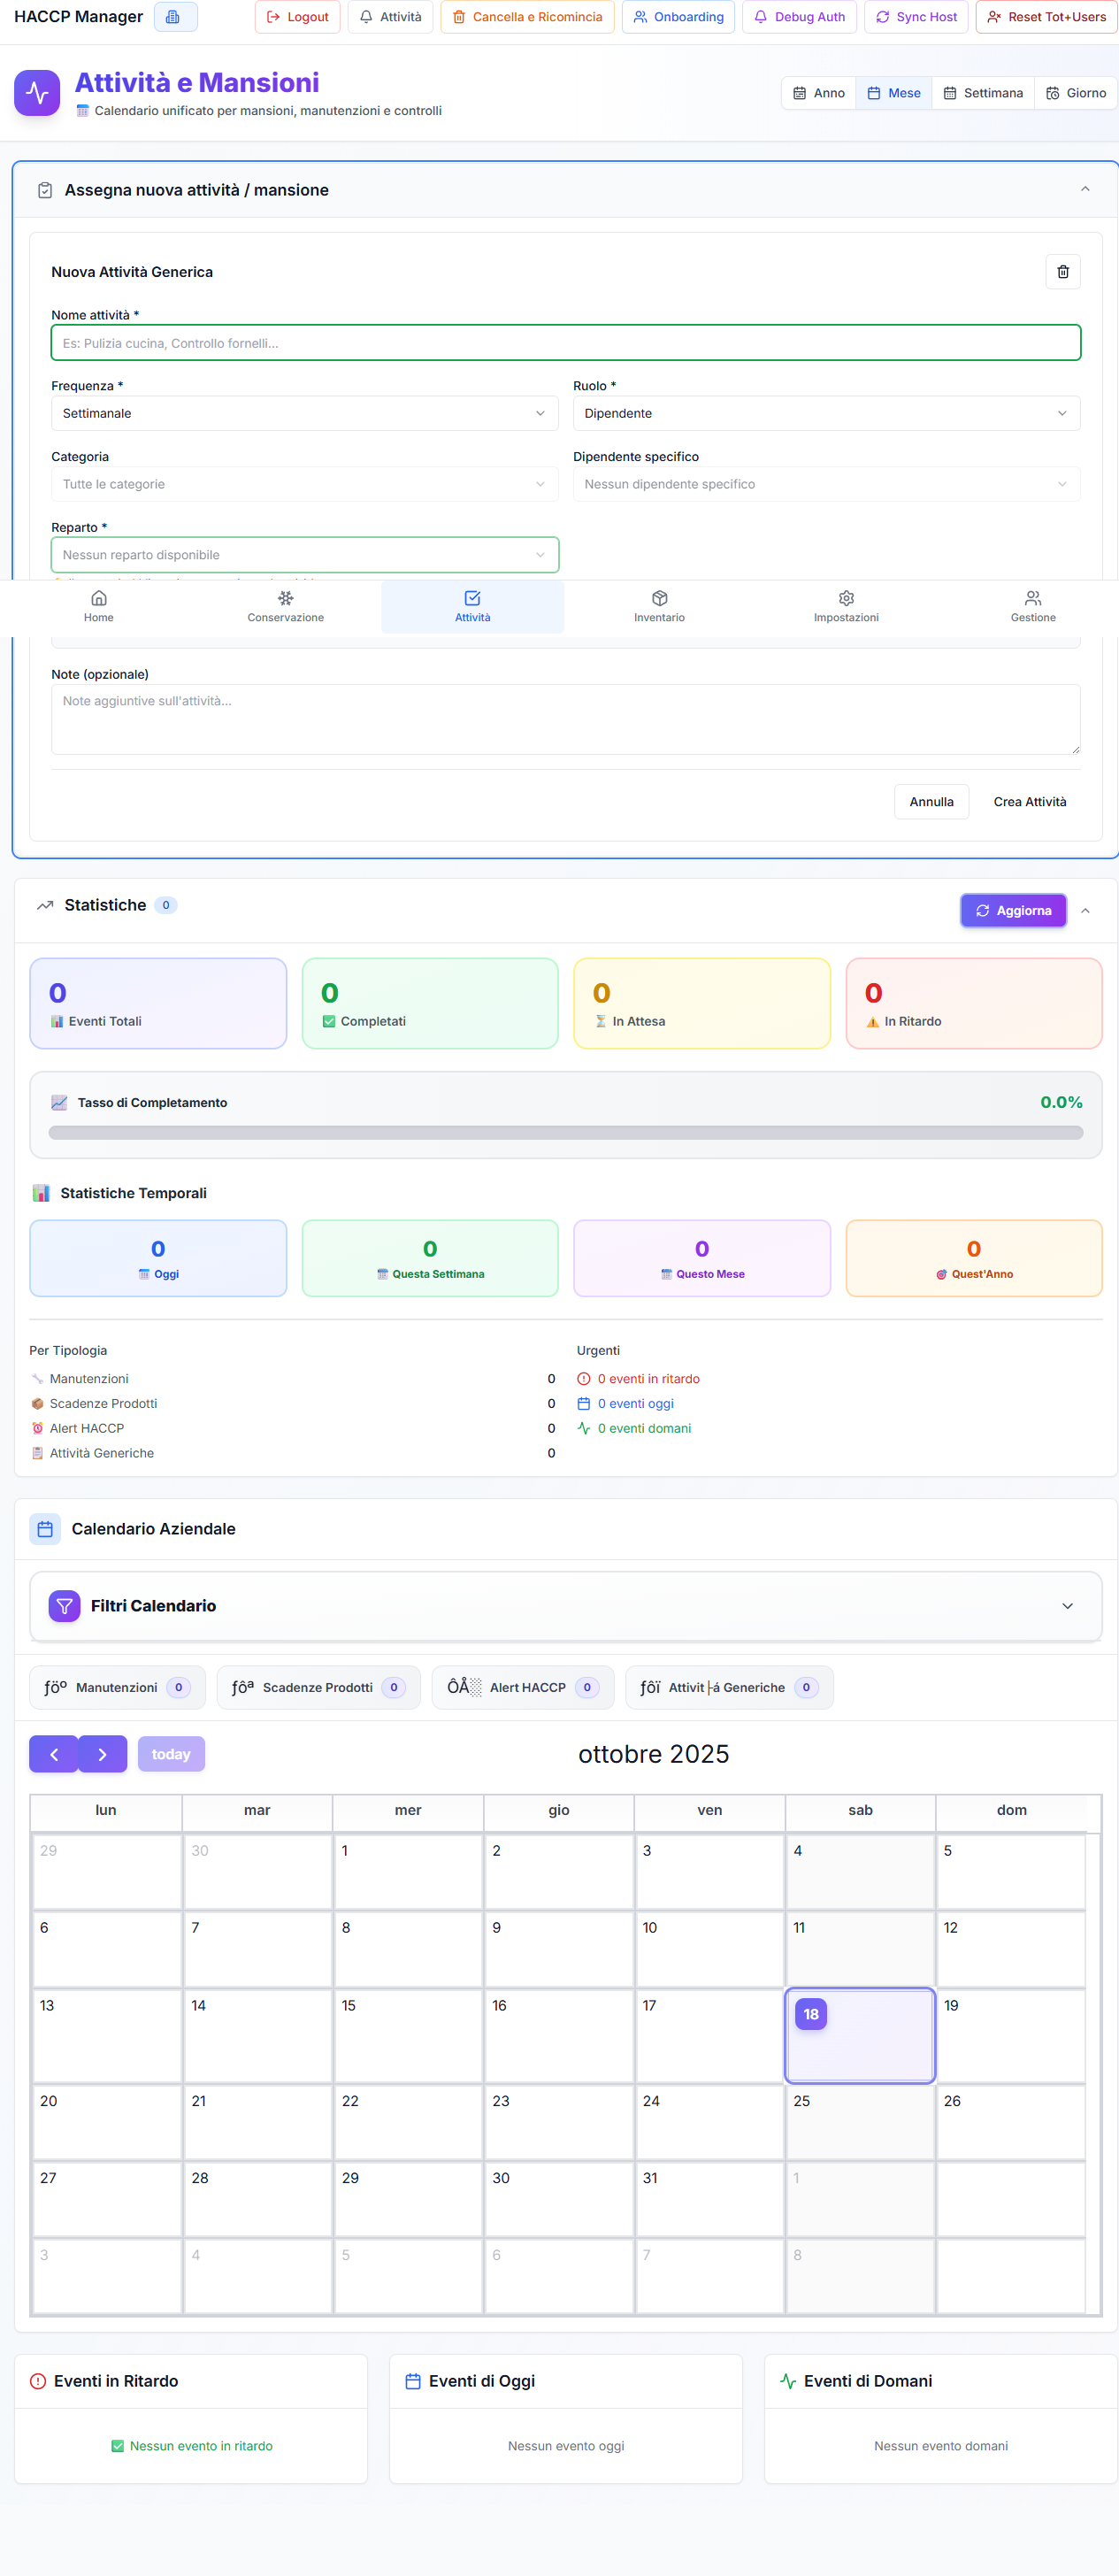 HACCP Manager
Logout
Attività
Cancella e Ricomincia
Onboarding
Debug Auth
Sync Host
Reset Tot+Users
Attività e Mansioni
Calendario unificato per mansioni, manutenzioni e controlli
Anno
Mese
Settimana
Giorno
Assegna nuova attività / mansione
Nuova Attività Generica
Nome attività *
Es: Pulizia cucina, Controllo fornelli...
Frequenza *
Ruolo *
Settimanale
Dipendente
Categoria
Dipendente specifico
Tutte le categorie
Nessun dipendente specifico
Reparto *
Nessun reparto disponibile
Home
Conservazione
Attività
Inventario
Impostazioni
Gestione
Note (opzionale)
Note aggiuntive sull'attività...
Annulla
Crea Attività
Statistiche 0
Aggiorna
0
Eventi Totali
0
Completati
0
In Attesa
0
In Ritardo
Tasso di Completamento
0.0%
Statistiche Temporali
0
Oggi
0
Questa Settimana
0
Questo Mese
0
Quest'Anno
Per Tipologia
Manutenzioni 0
Scadenze Prodotti 0
Alert HACCP 0
Attività Generiche 0
Urgenti
0 eventi in ritardo
0 eventi oggi
0 eventi domani
Calendario Aziendale
Filtri Calendario
ƒöº Manutenzioni 0
ƒôª Scadenze Prodotti 0
ÔÅ░ Alert HACCP 0
ƒôï Attivit├á Generiche 0
today
ottobre 2025
lun mar mer gio ven sab dom
29 30 1 2 3 4 5
6 7 8 9 10 11 12
13 14 15 16 17 18 19
20 21 22 23 24 25 26
27 28 29 30 31 1
3 4 5 6 7 8
Eventi in Ritardo
Nessun evento in ritardo
Eventi di Oggi
Nessun evento oggi
Eventi di Domani
Nessun evento domani